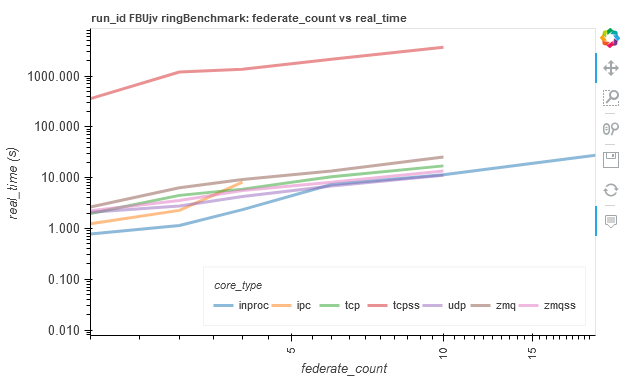 run_id FBUjv ringBenchmark: federate_count vs real_time
real_time (s)
1000.000
100.000
10.000
1.000
0.100
0.010
core_type
inproc ipc tcp tcpss udp zmq zmqss
5 10 15
federate_count